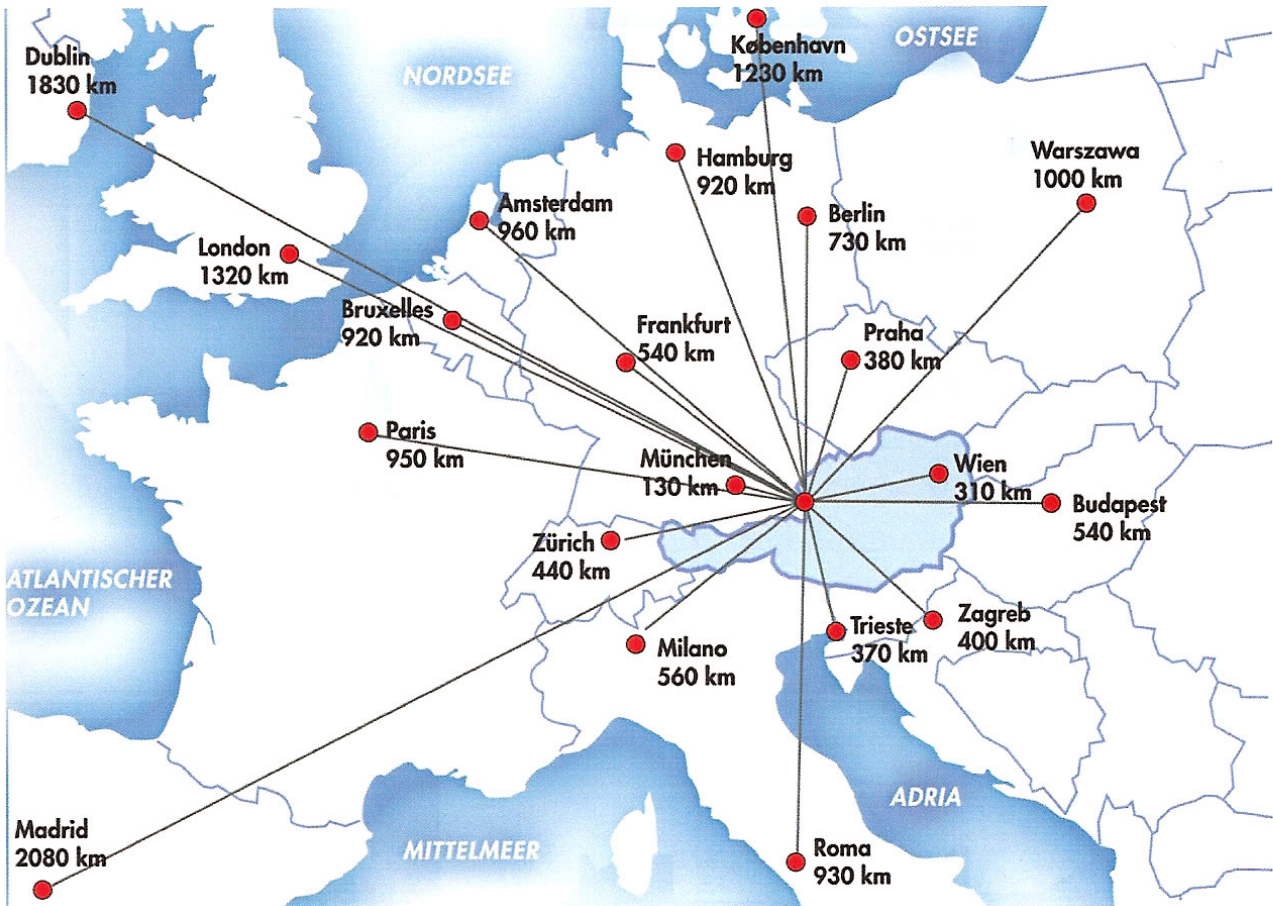 Dublin
1830 km
NORDSEE
København
1230 km
OSTSEE
Hamburg
920 km
Warszawa
1000 km
Amsterdam
960 km
Berlin
730 km
London
1320 km
Bruxelles
920 km
Frankfurt
540 km
Praha
380 km
Paris
950 km
München
130 km
Wien
310 km
Budapest
540 km
Zürich
440 km
ATLANTISCHER
OZEAN
Milano
560 km
Trieste
370 km
Zagreb
400 km
ADRIA
Madrid
2080 km
MITTELMEER
Roma
930 km